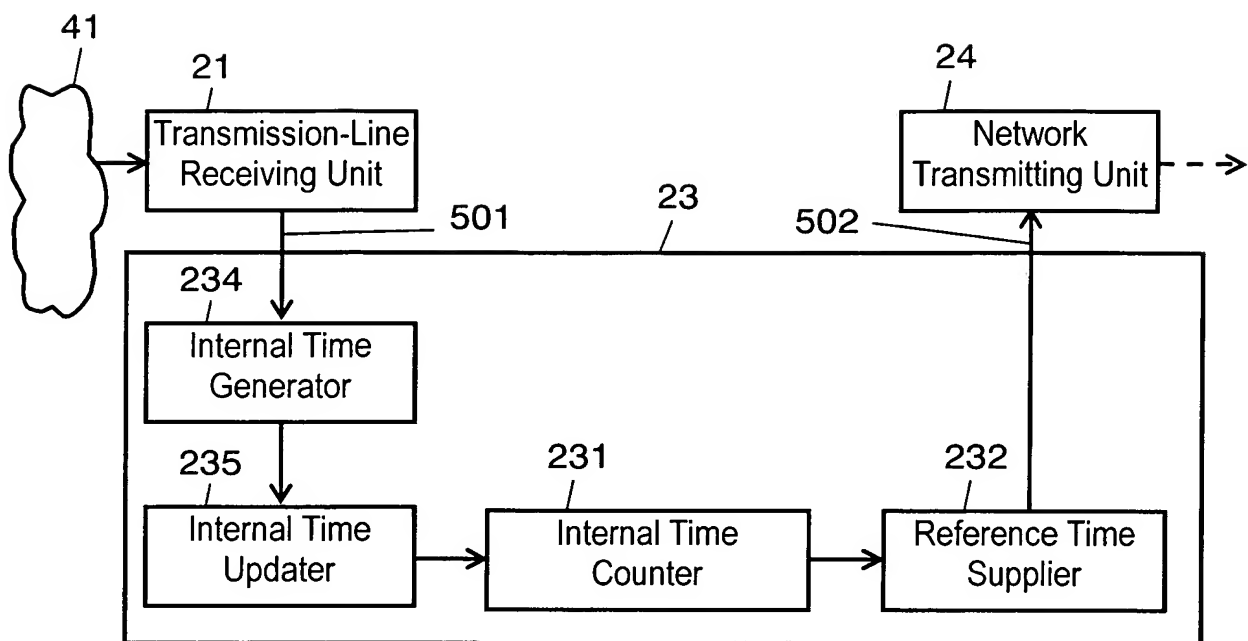 41
21
Transmission-Line
Receiving Unit
24
Network
Transmitting Unit
501
23
502
234
Internal Time
Generator
235
Internal Time
Updater
231
Internal Time
Counter
232
Reference Time
Supplier